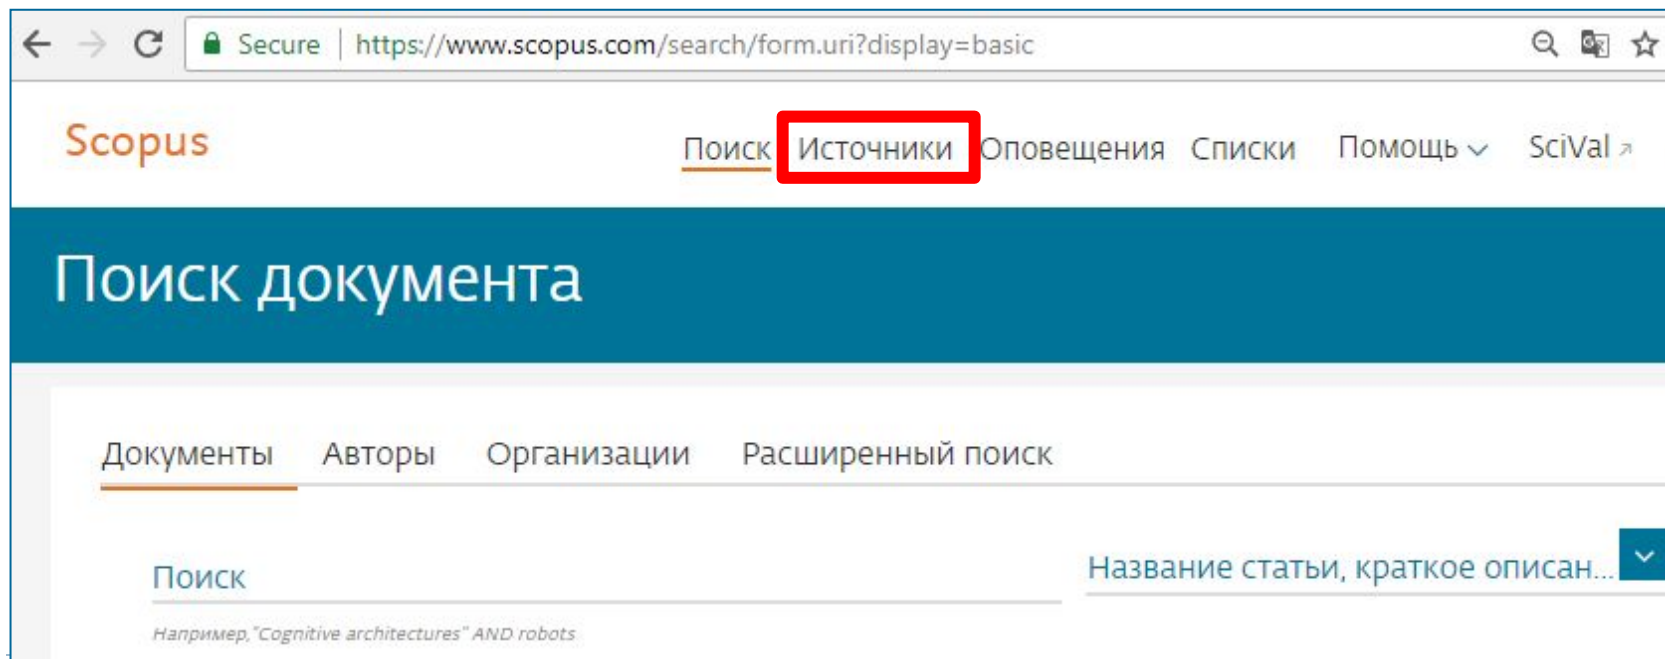 Secure | https://www.scopus.com/search/form.uri?display=basic
Scopus Поиск Источники Оповещения Списки Помощь SciVal
Поиск документа
Документы Авторы Организации Расширенный поиск
Поиск Название статьи, краткое описан...
Например,"Cognitive architectures" AND robots